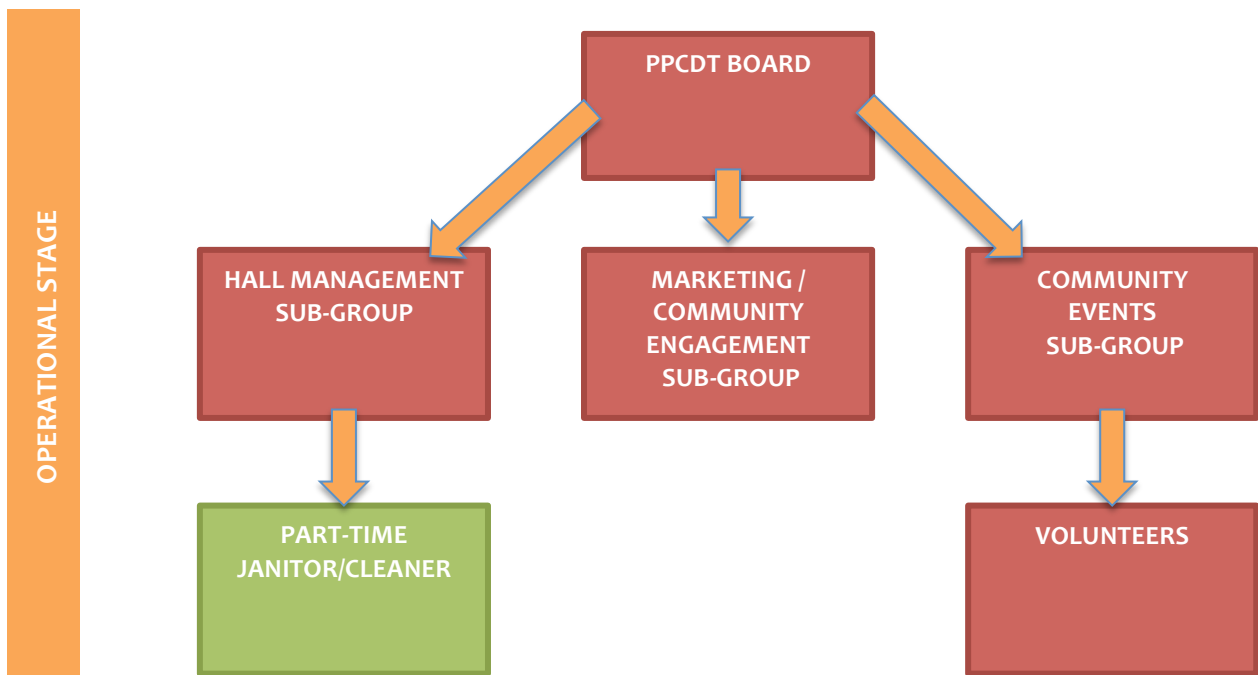 OPERATIONAL STAGE
PPCDT BOARD
HALL MANAGEMENT
SUB-GROUP
MARKETING /
COMMUNITY
ENGAGEMENT
SUB-GROUP
COMMUNITY
EVENTS
SUB-GROUP
PART-TIME
JANITOR/CLEANER
VOLUNTEERS